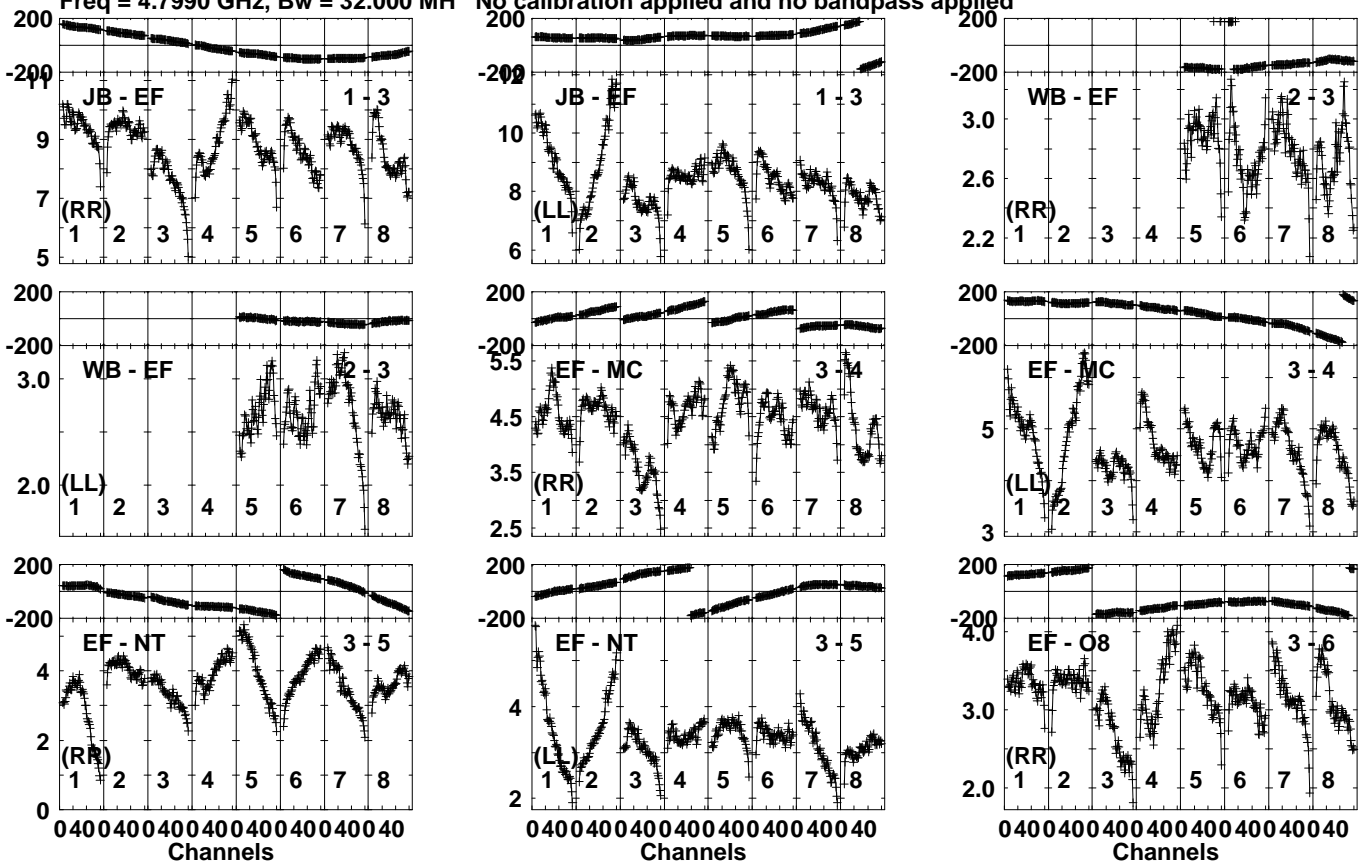 Freq = 4.7990 GHz, Bw = 32.000 MH No calibration applied and no bandpass applied
200 200 200
-200 -200 -200
11 JB - EF 1 - 3 12 JB - EF 1 - 3 WB - EF 2 - 3
9 10 3.0
7 8 2.6
(RR) (LL) (RR)
1 2 3 4 5 6 7 8 1 2 3 4 5 6 7 8 1 2 3 4 5 6 7 8
5 6 2.2
200 200 200
-200 -200 -200
WB - EF 2 - 3 5.5 EF - MC 3 - 4 EF - MC 3 - 4
3.0 4.5 5
2.0 3.5
(LL) (RR) (LL)
1 2 3 4 5 6 7 8 1 2 3 4 5 6 7 8 1 2 3 4 5 6 7 8
2.5 3
200 200 200
-200 -200 -200
EF - NT 3 - 5 EF - NT 3 - 5 4.0 EF - O8 3 - 6
4 4 3.0
2
(RR) (LL) (RR)
1 2 3 4 5 6 7 8 1 2 3 4 5 6 7 8 1 2 3 4 5 6 7 8
0 2 2.0
0 40 0 40 0 40 0 40 0 40 0 40 0 40 0 40 0 40 0 40 0 40 0 40 0 40 0 40 0 40 0 40 0 40 0 40 0 40 0 40 0 40 0 40 0 40 0 40
Channels Channels Channels